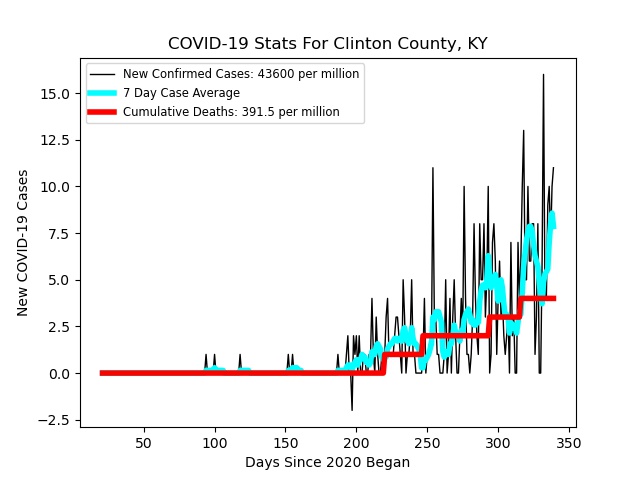 COVID-19 Stats For Clinton County, KY
New Confirmed Cases: 43600 per million
7 Day Case Average
Cumulative Deaths: 391.5 per million
15.0
12.5
10.0
7.5
5.0
2.5
0.0
−2.5
New COVID-19 Cases
50 100 150 200 250 300 350
Days Since 2020 Began